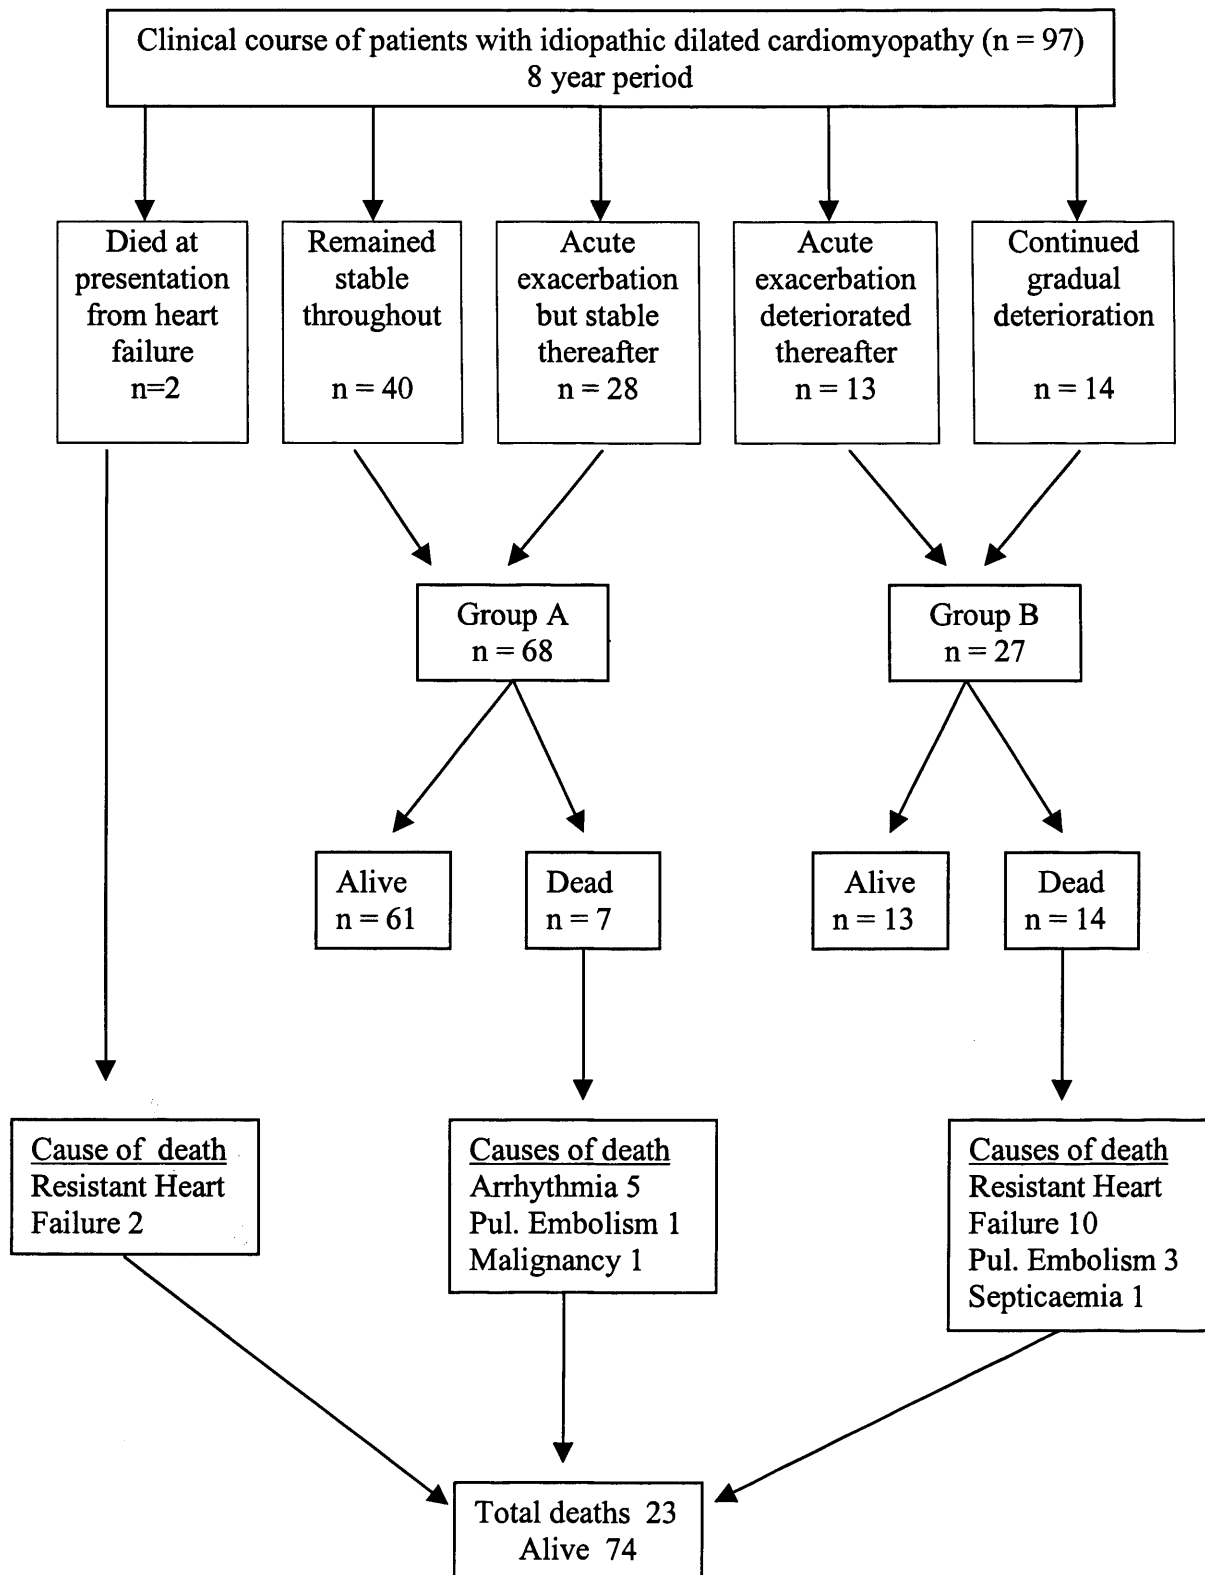 Clinical course of patients with idiopathic dilated cardiomyopathy (n = 97)
8 year period
Died at
presentation
from heart
failure
n=2
Remained
stable
throughout
n = 40
Acute
exacerbation
but stable
thereafter
n = 28
Acute
exacerbation
deteriorated
thereafter
n = 13
Continued
gradual
deterioration
n = 14
Group A
n = 68
Group B
n = 27
Alive
n = 61
Dead
n = 7
Alive
n = 13
Dead
n = 14
Cause of death
Resistant Heart
Failure 2
Causes of death
Arrhythmia 5
Pul. Embolism 1
Malignancy 1
Causes of death
Resistant Heart
Failure 10
Pul. Embolism 3
Septicaemia 1
Total deaths 23
Alive 74